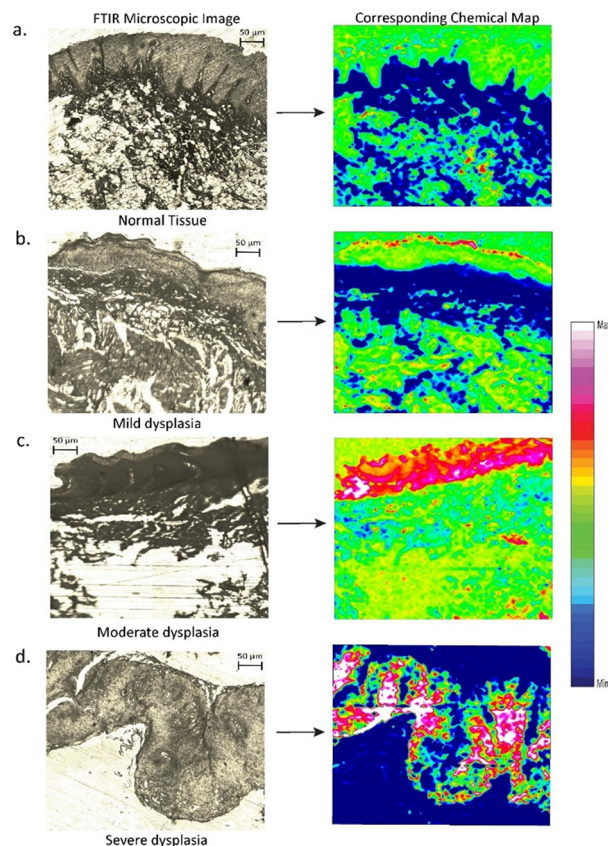 FTIR Microscopic Image
Corresponding Chemical Map
a.
50 µm
Normal Tissue
b.
50 µm
Mild dysplasia
Max
c.
50 µm
Moderate dysplasia
Min
d.
50 µm
Severe dysplasia